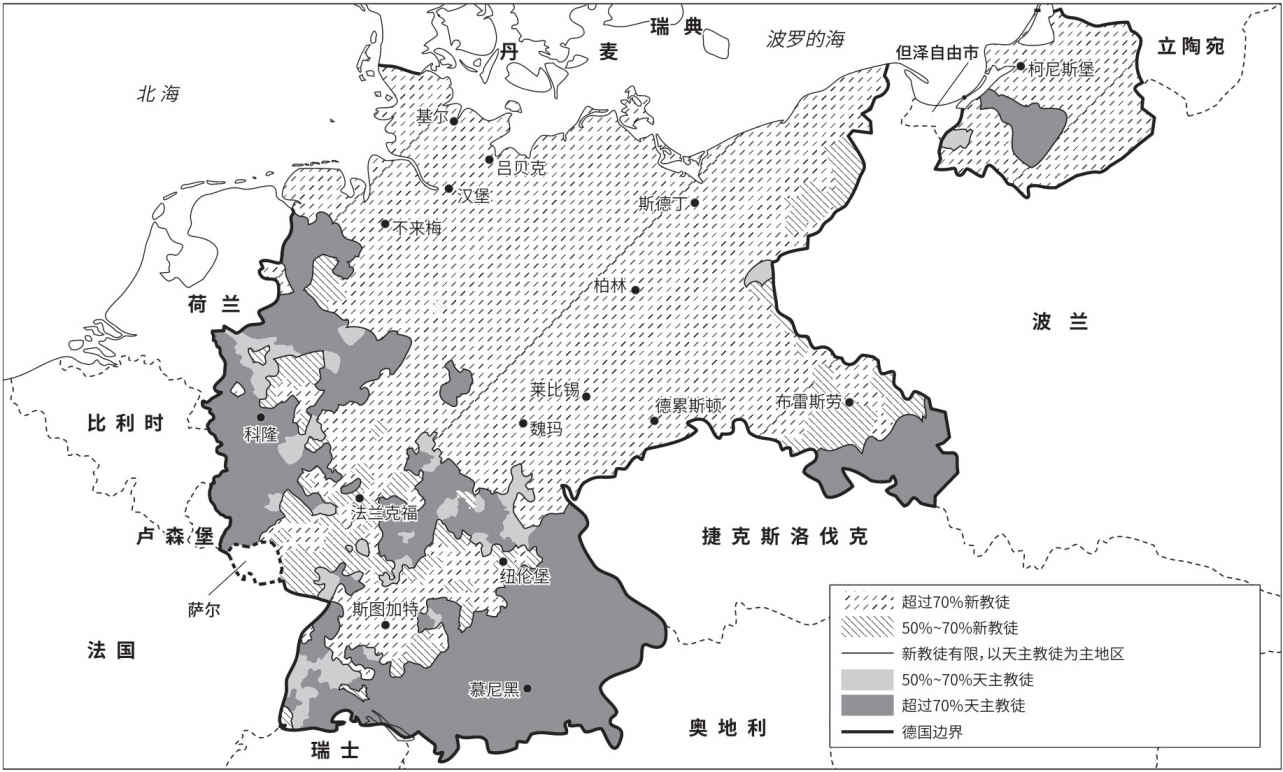 瑞典
丹麦
波罗的海
立陶宛
但泽自由市
柯尼斯堡
北海
基尔
吕贝克
汉堡
不来梅
斯德丁
柏林
荷兰
波兰
莱比锡
德累斯顿
布雷斯劳
魏玛
比利时
科隆
法兰克福
卢森堡
捷克斯洛伐克
纽伦堡
萨尔
斯图加特
法国
慕尼黑
奥地利
瑞士
超过70%新教徒
50%~70%新教徒
新教徒有限，以天主教徒为主地区
50%~70%天主教徒
超过70%天主教徒
德国边界